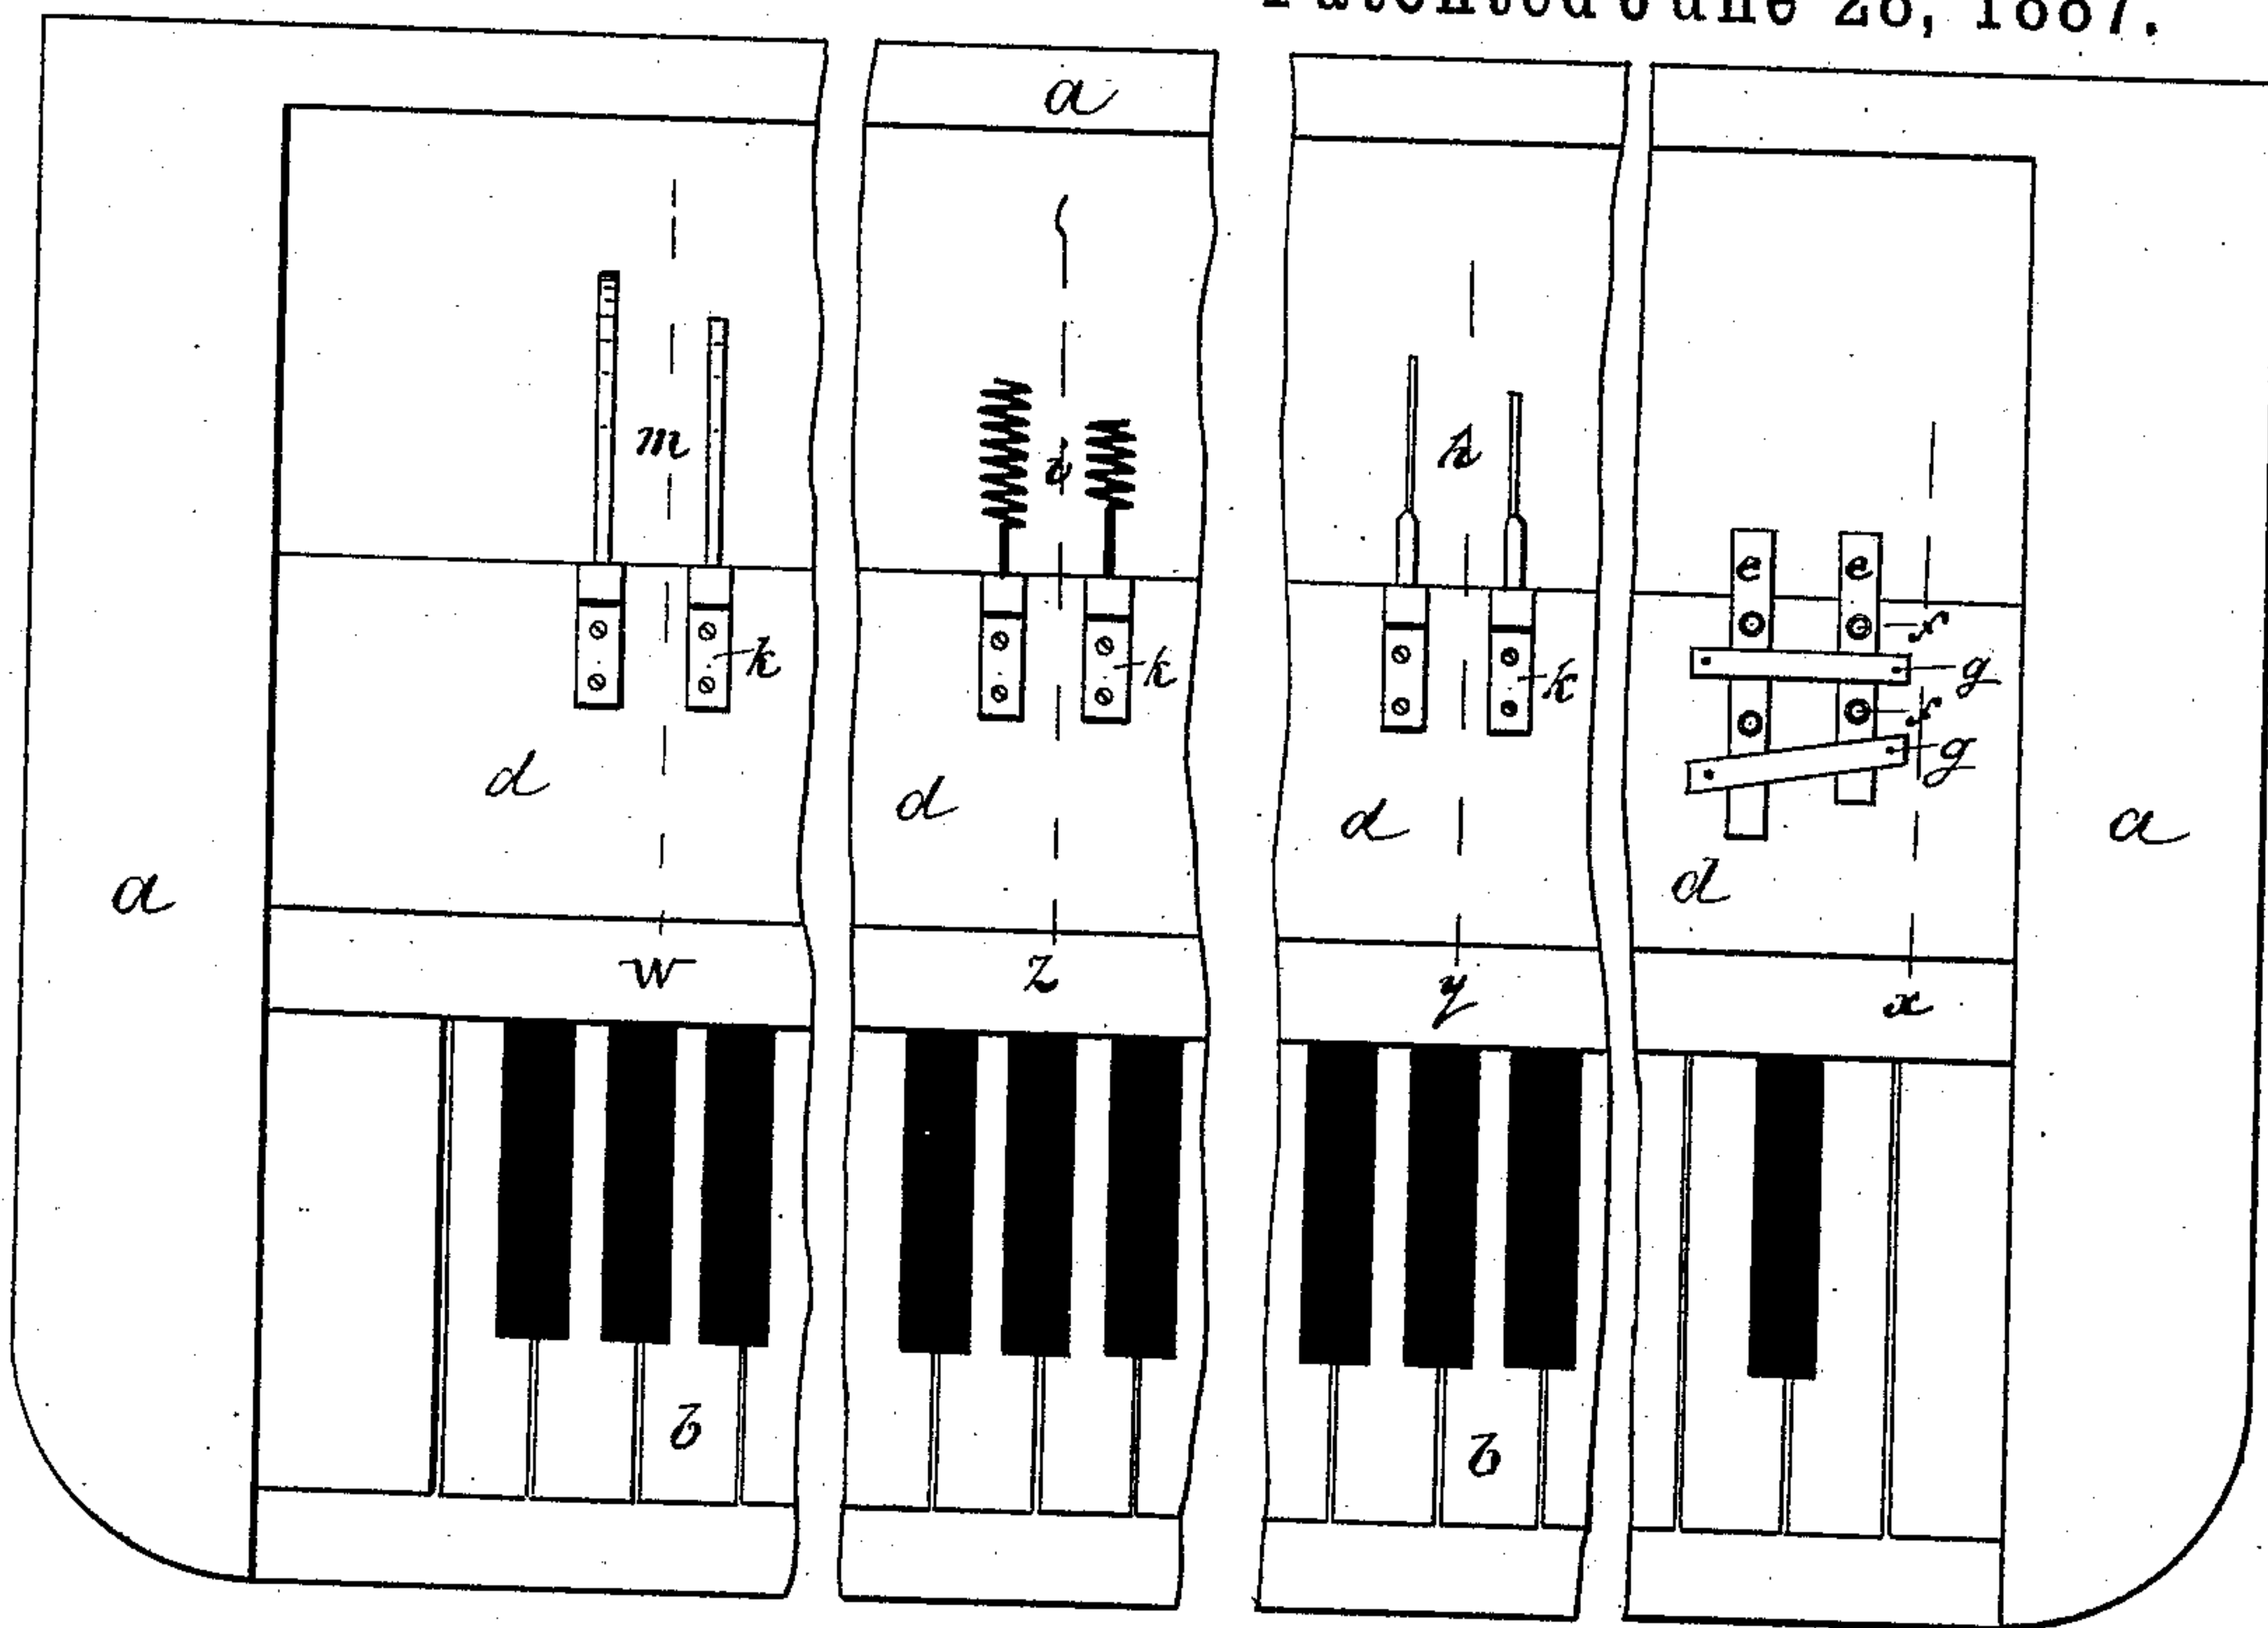 Patented June 28, 1887.
a
m
h
e e
f
k k k g
f
g
d d d d
a a
w z y x
b b